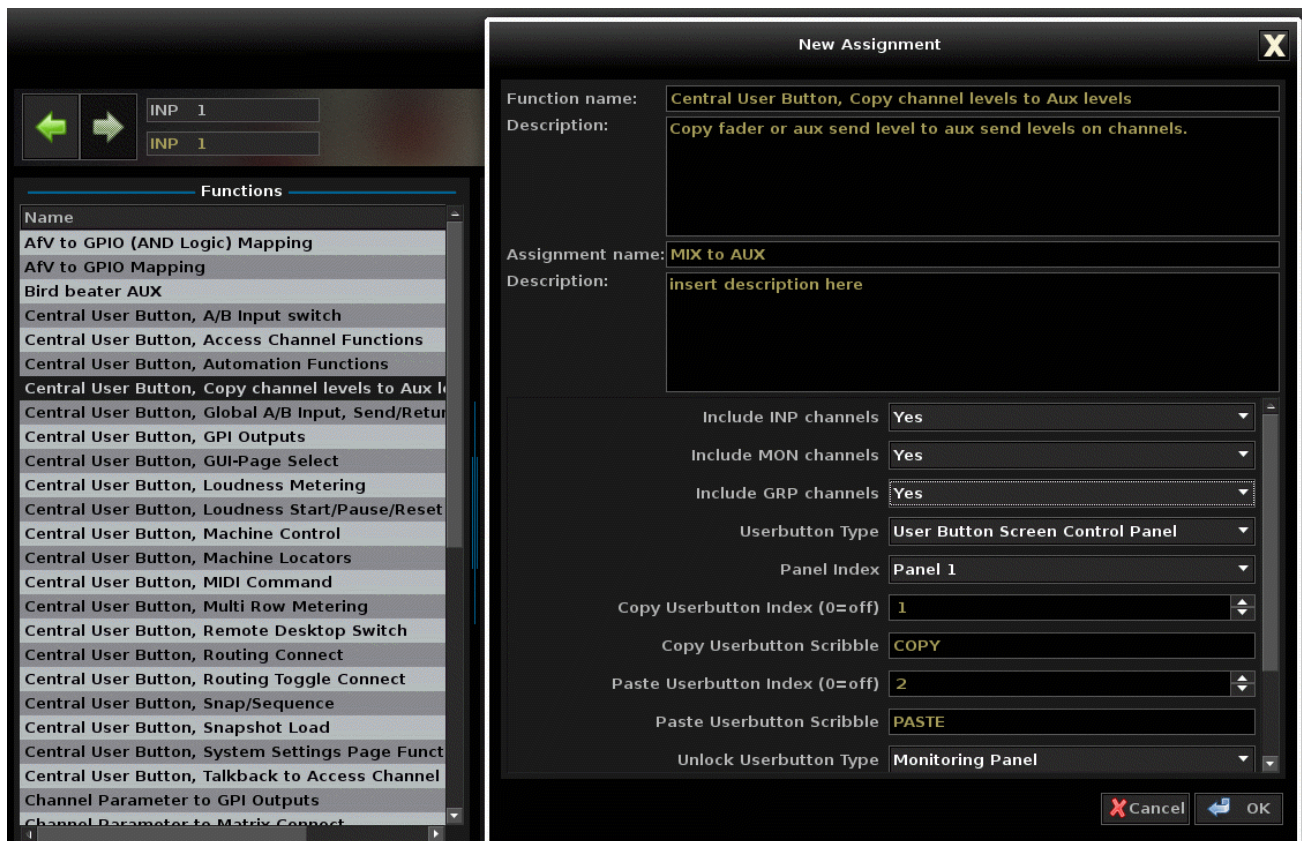 New Assignment
X
INP 1
INP 1
Functions
Name
AfV to GPIO (AND Logic) Mapping
AfV to GPIO Mapping
Bird beater AUX
Central User Button, A/B Input switch
Central User Button, Access Channel Functions
Central User Button, Automation Functions
Central User Button, Copy channel levels to Aux l
Central User Button, Global A/B Input, Send/Retur
Central User Button, GPI Outputs
Central User Button, GUI-Page Select
Central User Button, Loudness Metering
Central User Button, Loudness Start/Pause/Reset
Central User Button, Machine Control
Central User Button, Machine Locators
Central User Button, MIDI Command
Central User Button, Multi Row Metering
Central User Button, Remote Desktop Switch
Central User Button, Routing Connect
Central User Button, Routing Toggle Connect
Central User Button, Snap/Sequence
Central User Button, Snapshot Load
Central User Button, System Settings Page Funct
Central User Button, Talkback to Access Channel
Channel Parameter to GPI Outputs
Channel Parameter to Matrix Connect
Function name: Central User Button, Copy channel levels to Aux levels
Description: Copy fader or aux send level to aux send levels on channels.
Assignment name: MIX to AUX
Description: insert description here
Include INP channels Yes
Include MON channels Yes
Include GRP channels Yes
Userbutton Type User Button Screen Control Panel
Panel Index Panel 1
Copy Userbutton Index (0=off) 1
Copy Userbutton Scribble COPY
Paste Userbutton Index (0=off) 2
Paste Userbutton Scribble PASTE
Unlock Userbutton Type Monitoring Panel
Cancel OK